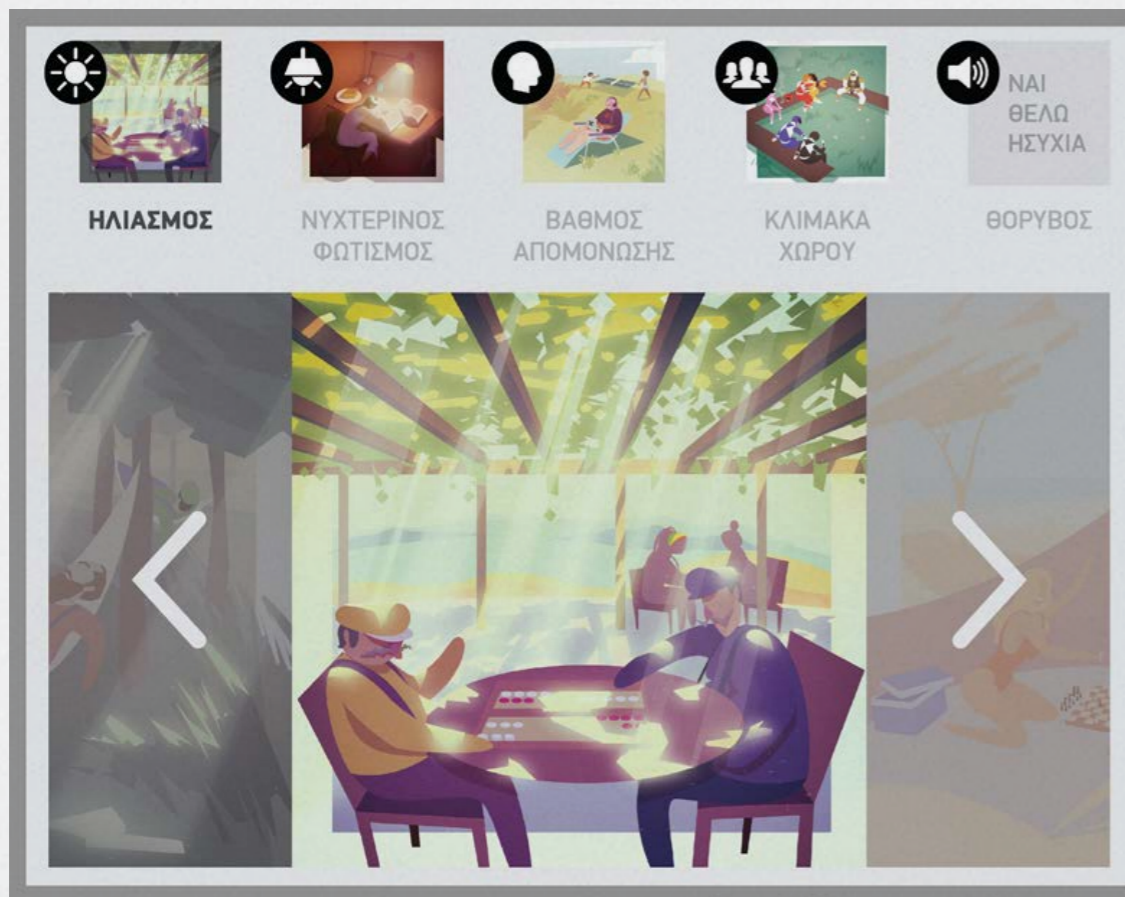 ΝΑΙ
ΘΕΛΩ
ΗΣΥΧΙΑ
ΗΛΙΑΣΜΟΣ
ΝΥΧΤΕΡΙΝΟΣ
ΦΩΤΙΣΜΟΣ
ΒΑΘΜΟΣ
ΑΠΟΜΟΝΩΣΗΣ
ΚΛΙΜΑΚΑ
ΧΩΡΟΥ
ΘΟΡΥΒΟΣ